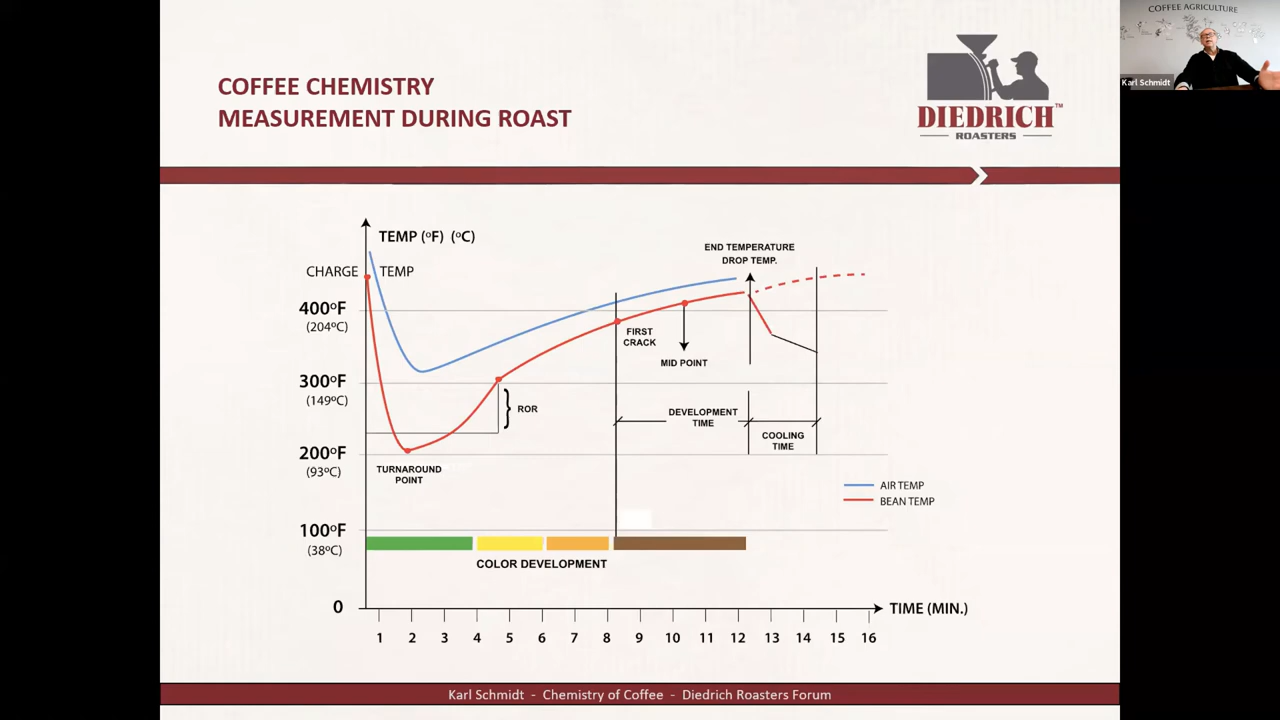 COFFEE AGRICULTURE
Karl Schmidt
COFFEE CHEMISTRY
MEASUREMENT DURING ROAST
DIEDRICH™
ROASTERS
TEMP (ºF) (ºC)
CHARGE TEMP
400ºF
(204ºC)
300ºF
(149ºC)
200ºF
(93ºC)
100ºF
(38ºC)
0
END TEMPERATURE
DROP TEMP.
FIRST
CRACK
MID POINT
ROR
DEVELOPMENT
TIME
COOLING
TIME
TURNAROUND
POINT
AIR TEMP
BEAN TEMP
COLOR DEVELOPMENT
TIME (MIN.)
1 2 3 4 5 6 7 8 9 10 11 12 13 14 15 16
Karl Schmidt - Chemistry of Coffee - Diedrich Roasters Forum